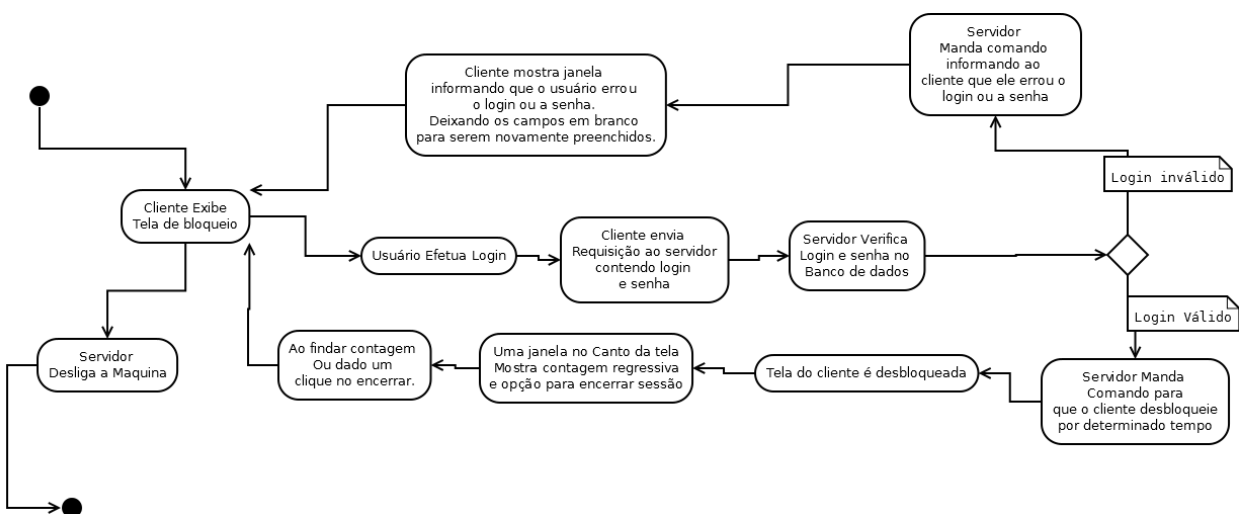 Servidor
Manda comando
informando ao
cliente que ele errou o
login ou a senha
Cliente mostra janela
informando que o usuário errou
o login ou a senha.
Deixando os campos em branco
para serem novamente preenchidos.
Login inválido
Cliente Exibe
Tela de bloqueio
Usuário Efetua Login
Cliente envia
Requisição ao servidor
contendo login
e senha
Servidor Verifica
Login e senha no
Banco de dados
Login Válido
Servidor
Desliga a Maquina
Ao findar contagem
Ou dado um
clique no encerrar.
Uma janela no Canto da tela
Mostra contagem regressiva
e opção para encerrar sessão
Tela do cliente é desbloqueada
Servidor Manda
Comando para
que o cliente desbloqueie
por determinado tempo